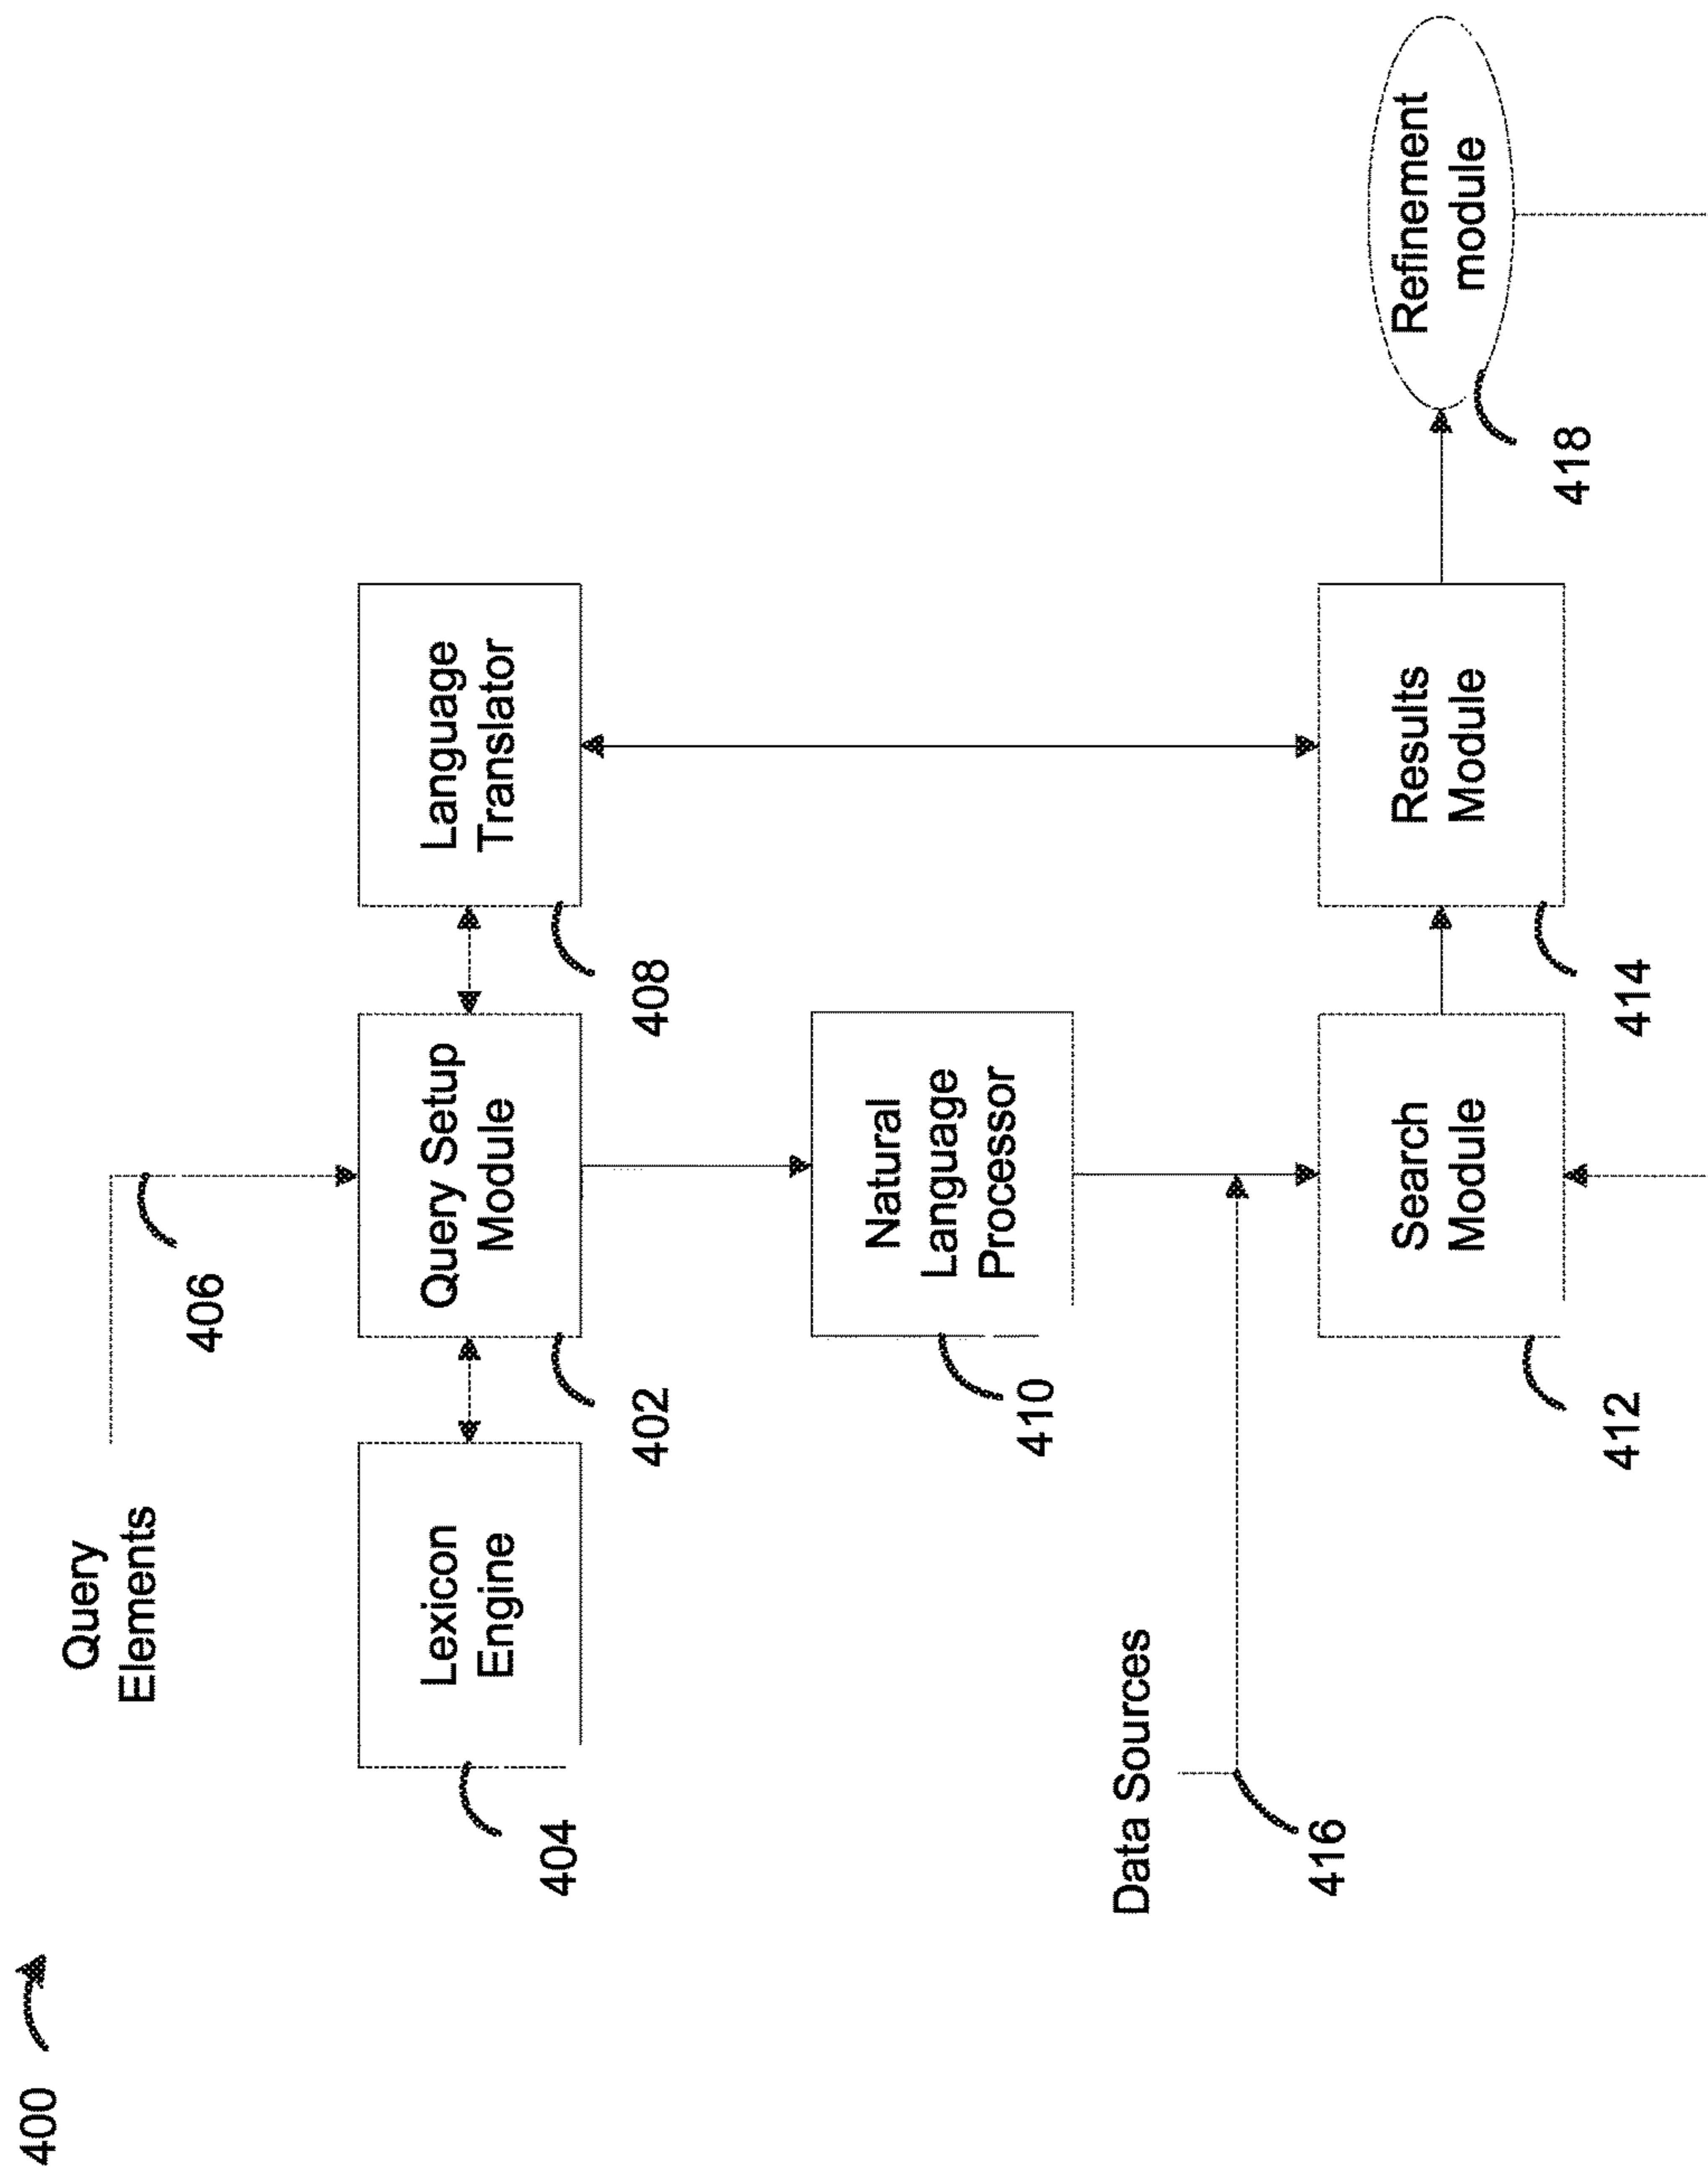 400
Query
Elements
406
Lexicon
Engine
404
Query Setup
Module
402
Language
Translator
408
Natural
Language
Processor
410
Data Sources
416
Search
Module
412
Results
Module
414
Refinement
module
418